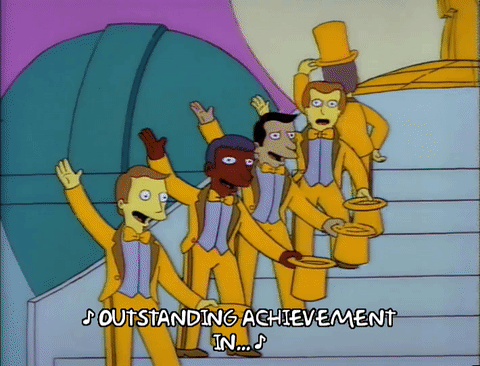 ♪ OUTSTANDING ACHIEVEMENT
IN... ♪